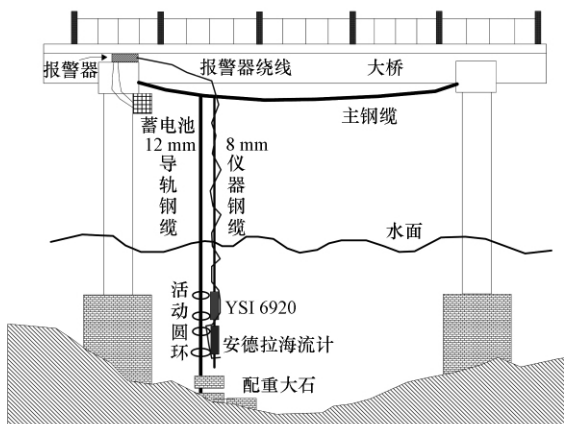 报警器
报警器绕线
大桥
主钢缆
蓄电池
12 mm
导轨钢缆
8 mm
仪器钢缆
水面
活动圆环
YSI 6920
安德拉海流计
配重大石